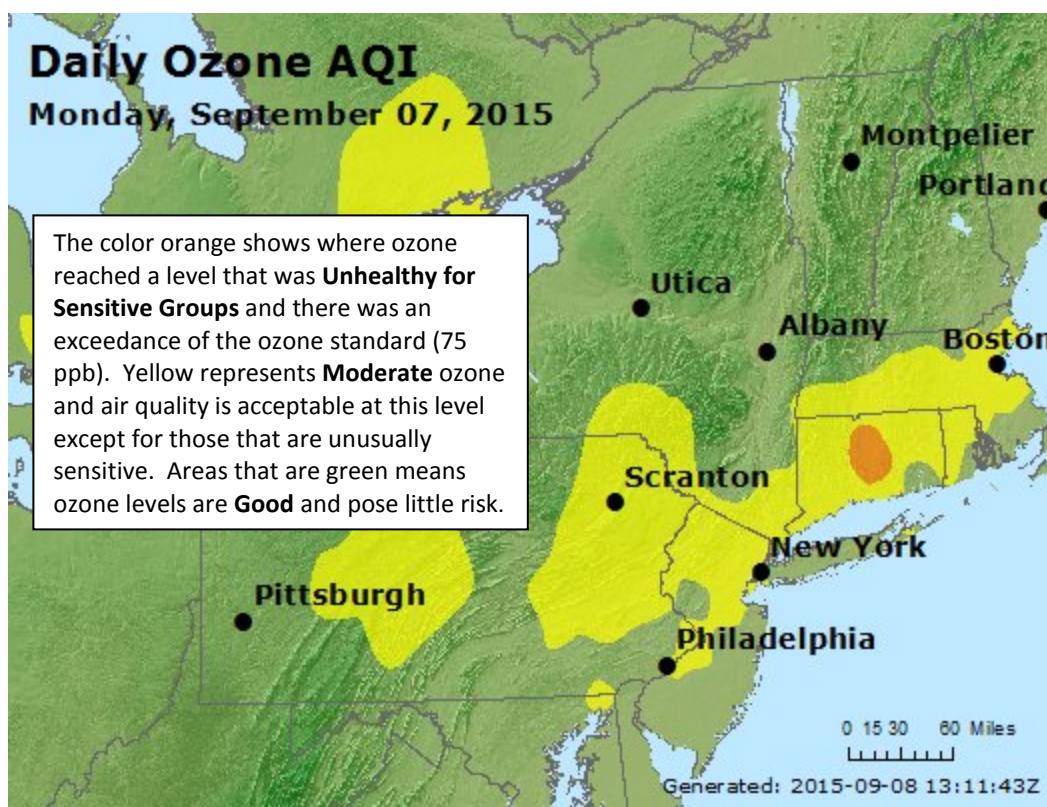 Daily Ozone AQI
Monday, September 07, 2015
Montpelier
Portland
The color orange shows where ozone
reached a level that was Unhealthy for
Sensitive Groups and there was an
exceedance of the ozone standard (75
ppb).  Yellow represents Moderate ozone
and air quality is acceptable at this level
except for those that are unusually
sensitive.  Areas that are green means
ozone levels are Good and pose little risk.
Utica
Albany
Boston
Scranton
New York
Pittsburgh
Philadelphia
0 15 30 60 Miles
Generated: 2015-09-08 13:11:43Z